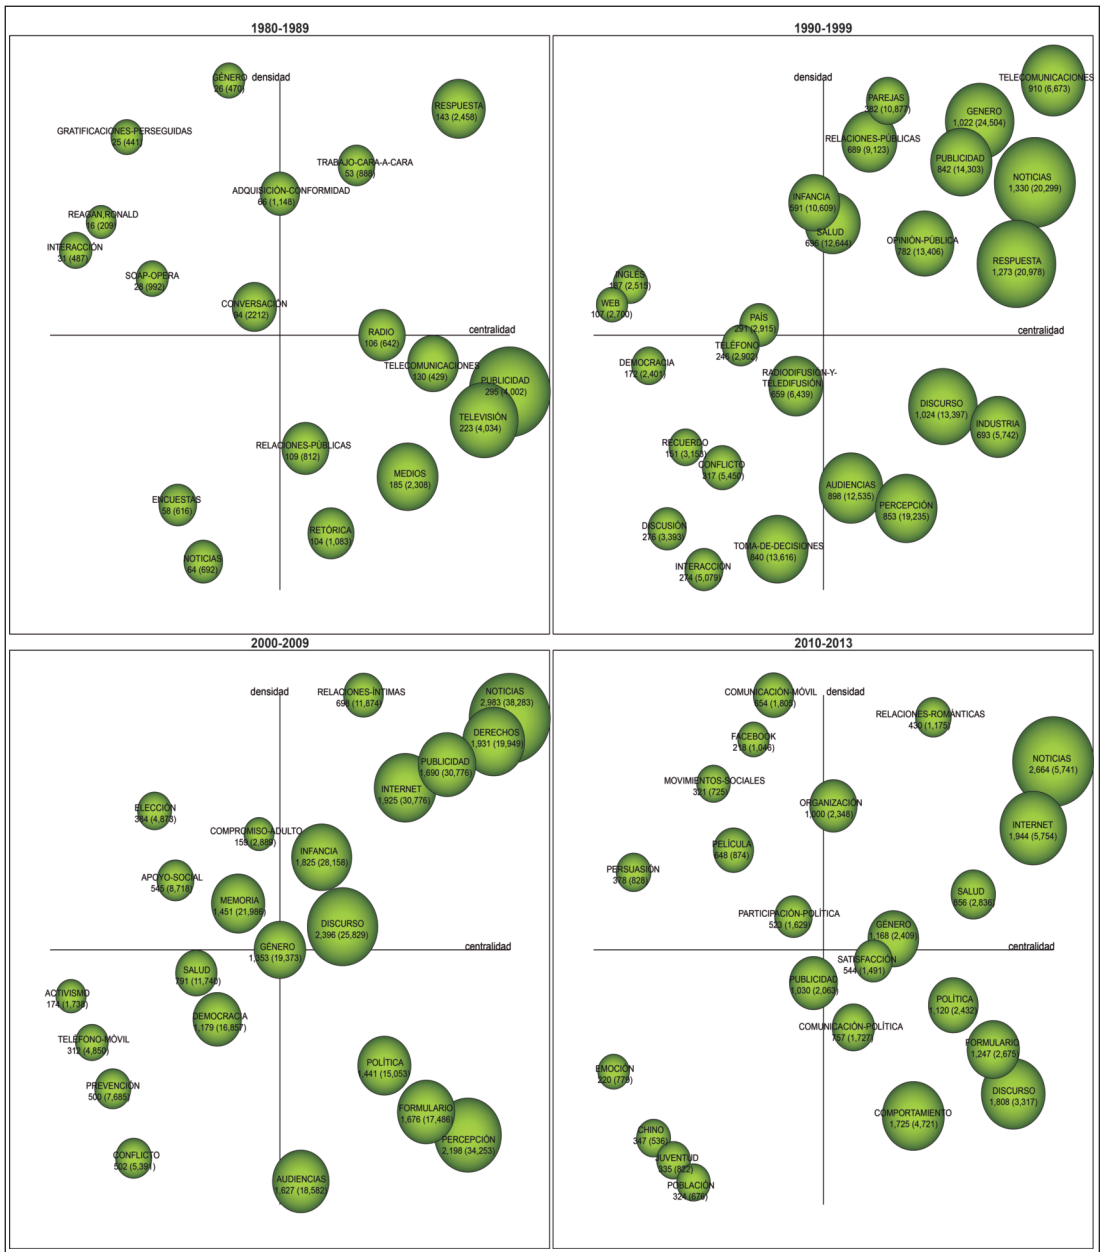 1980-1989
densidad
GÉNERO
26 (470)
RESPUESTA
143 (2,458)
GRATIFICACIONES-PERSEGUIDAS
25 (441)
TRABAJO-CARA-A-CARA
53 (888)
ADQUISICIÓN-CONFORMIDAD
66 (1,148)
REAGAN,RONALD
16 (209)
INTERACCIÓN
31 (487)
SOAP-OPERA
28 (992)
CONVERSACIÓN
94 (2212)
centralidad
RADIO
106 (642)
TELECOMUNICACIONES
130 (429)
PUBLICIDAD
295 (4,002)
TELEVISIÓN
223 (4,034)
RELACIONES-PÚBLICAS
109 (812)
MEDIOS
185 (2,308)
ENCUESTAS
58 (616)
RETÓRICA
104 (1,083)
NOTICIAS
64 (692)
1990-1999
densidad
TELECOMUNICACIONES
910 (6,673)
PAREJAS
382 (10,877)
GENERO
1,022 (24,504)
RELACIONES-PÚBLICAS
689 (9,123)
PUBLICIDAD
842 (14,303)
NOTICIAS
1,330 (20,299)
INFANCIA
591 (10,609)
SALUD
696 (12,644)
OPINIÓN-PÚBLICA
782 (13,406)
RESPUESTA
1,273 (20,978)
INGLÉS
187 (2,515)
WEB
107 (2,700)
centralidad
PAÍS
291 (2,915)
TELÉFONO
246 (2,902)
DEMOCRACIA
172 (2,401)
RADIODIFUSIÓN-Y-
TELEDIFUSIÓN
659 (6,439)
DISCURSO
1,024 (13,397)
INDUSTRIA
693 (5,742)
RECUERDO
151 (3,153)
CONFLICTO
317 (5,450)
AUDIENCIAS
898 (12,535)
PERCEPCIÓN
853 (19,235)
DISCUSIÓN
276 (3,393)
TOMA-DE-DECISIONES
840 (13,616)
INTERACCIÓN
274 (5,079)
2000-2009
densidad
RELACIONES-ÍNTIMAS
698 (11,874)
NOTICIAS
2,983 (38,283)
DERECHOS
1,931 (19,949)
PUBLICIDAD
1,690 (30,776)
INTERNET
1,925 (30,776)
ELECCIÓN
384 (4,873)
COMPROMISO-ADULTO
159 (2,889)
INFANCIA
1,825 (28,158)
APOYO-SOCIAL
545 (8,718)
MEMORIA
1,451 (21,986)
DISCURSO
2,396 (25,829)
GÉNERO
1,353 (19,373)
centralidad
SALUD
791 (11,740)
ACTIVISMO
174 (1,738)
DEMOCRACIA
1,179 (16,857)
TELÉFONO-MÓVIL
312 (4,850)
POLÍTICA
1,441 (15,053)
PREVENCIÓN
500 (7,685)
FORMULARIO
1,676 (17,486)
PERCEPCIÓN
2,198 (34,253)
CONFLICTO
502 (5,391)
AUDIENCIAS
1,627 (18,582)
2010-2013
COMUNICACIÓN-MÓVIL
654 (1,805)
densidad
RELACIONES-ROMÁNTICAS
430 (1,175)
FACEBOOK
218 (1,046)
NOTICIAS
2,664 (5,741)
MOVIMIENTOS-SOCIALES
321 (725)
ORGANIZACIÓN
1,000 (2,348)
INTERNET
1,944 (5,754)
PELÍCULA
648 (874)
PERSUASIÓN
378 (828)
SALUD
856 (2,836)
PARTICIPACIÓN-POLÍTICA
523 (1,629)
GÉNERO
1,168 (2,409)
centralidad
SATISFACCIÓN
544 (1,491)
PUBLICIDAD
1,030 (2,063)
POLÍTICA
1,120 (2,432)
COMUNICACIÓN-POLÍTICA
757 (1,727)
FORMULARIO
1,247 (2,675)
EMOCIÓN
220 (779)
DISCURSO
1,808 (3,317)
COMPORTAMIENTO
1,725 (4,721)
CHINO
347 (536)
JUVENTUD
335 (822)
POBLACIÓN
324 (676)